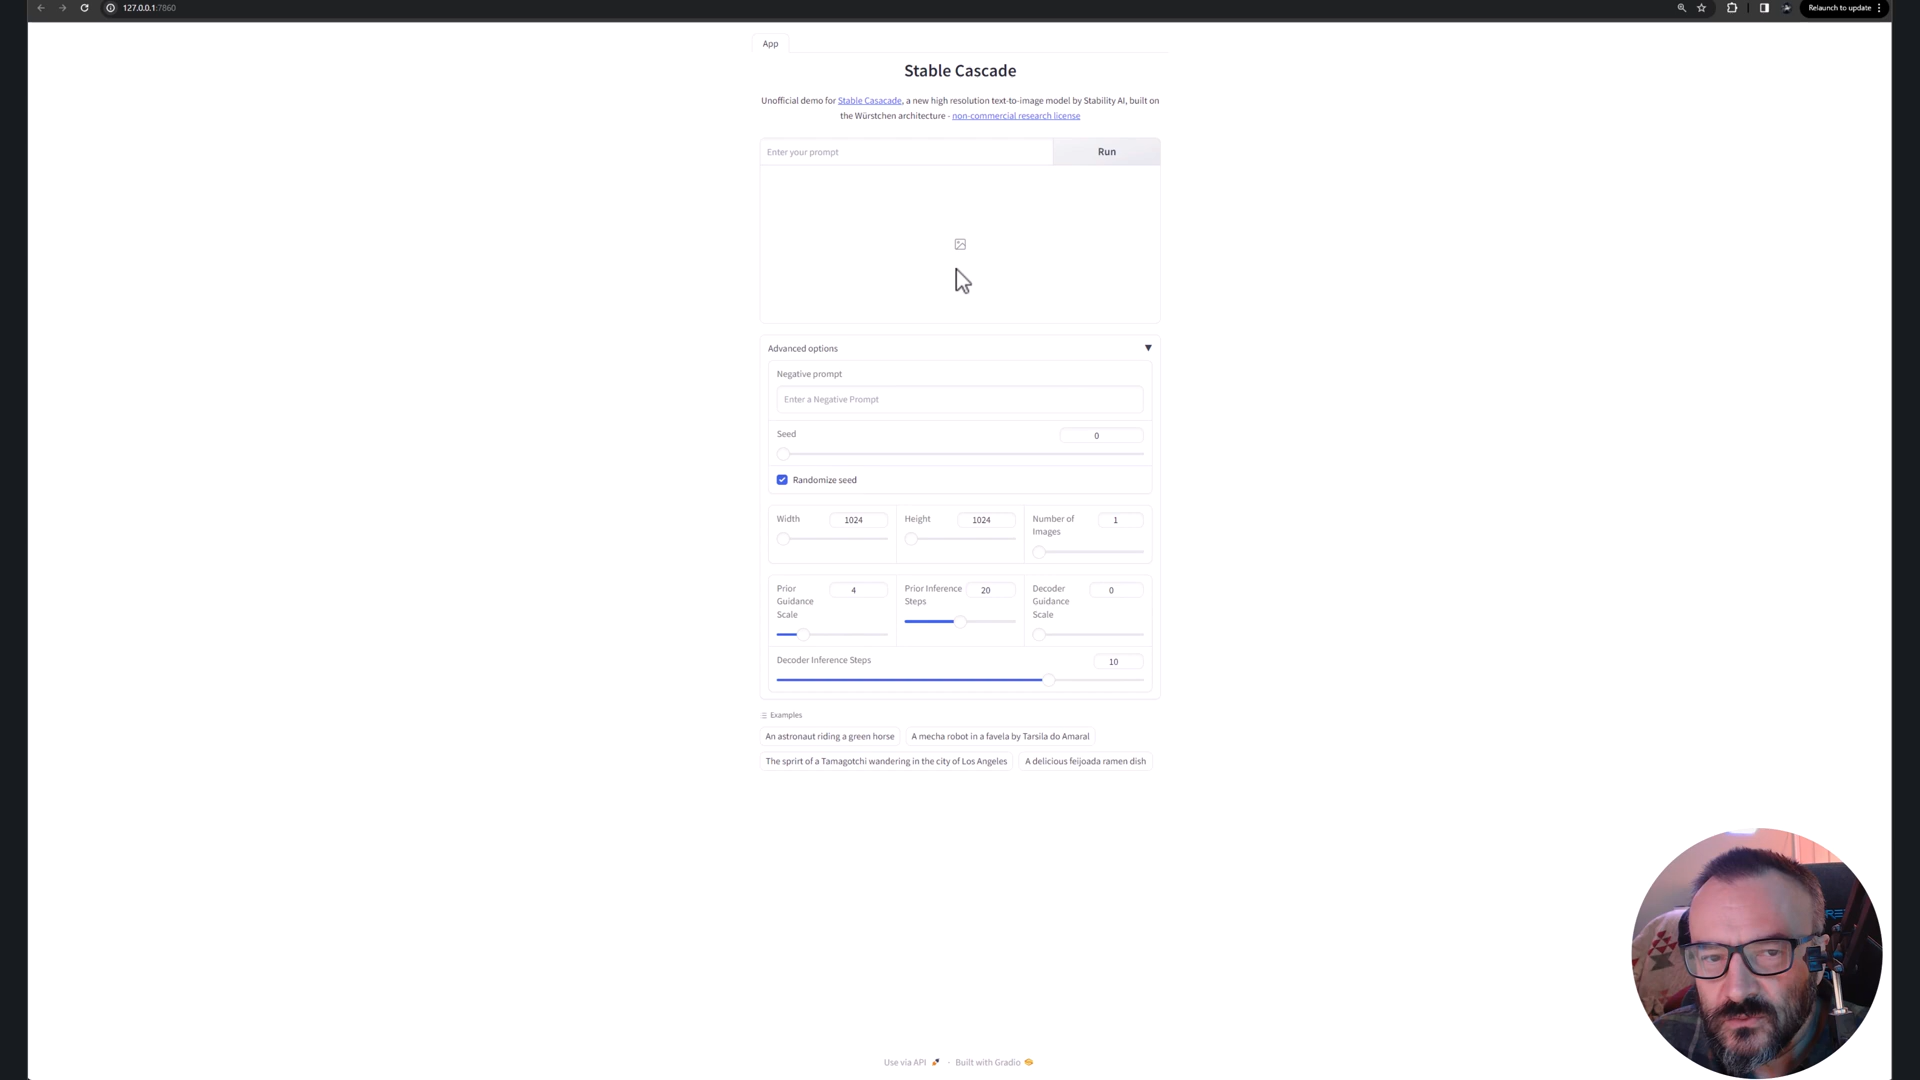 127.0.0.1:7860
Relaunch to update
App
Stable Cascade
Unofficial demo for Stable Casacade, a new high resolution text-to-image model by Stability AI, built on
the Würstchen architecture - non-commercial research license
Enter your prompt
Run
Advanced options
Negative prompt
Enter a Negative Prompt
Seed
0
Randomize seed
Width
1024
Height
1024
Number of
Images
1
Prior
Guidance
Scale
4
Prior Inference
Steps
20
Decoder
Guidance
Scale
0
Decoder Inference Steps
10
Examples
An astronaut riding a green horse
A mecha robot in a favela by Tarsila do Amaral
The sprirt of a Tamagotchi wandering in the city of Los Angeles
A delicious feijoada ramen dish
Use via API
·
Built with Gradio